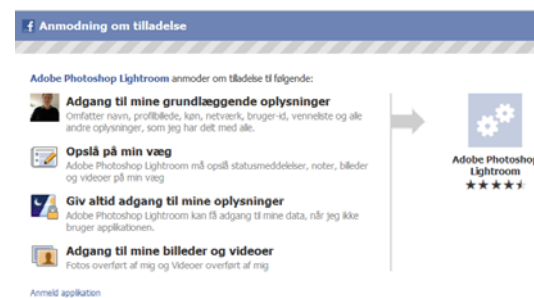 Anmodning om tilladelse
Adobe Photoshop Lightroom anmoder om tilladelse til følgende:
Adgang til mine grundlæggende oplysninger
Omfatter navn, profilbillede, køn, netværk, bruger-id, venneliste og alle
andre oplysninger, som jeg har delt med alle.
Opslå på min væg
Adobe Photoshop Lightroom må opslå statusmeddelelser, noter, billeder
og videoer på min væg
Giv altid adgang til mine oplysninger
Adobe Photoshop Lightroom kan få adgang til mine data, når jeg ikke
bruger applikationen.
Adgang til mine billeder og videoer
Fotos overført af mig og Videoer overført af mig
Adobe Photoshop
Lightroom
Anmeld applikation